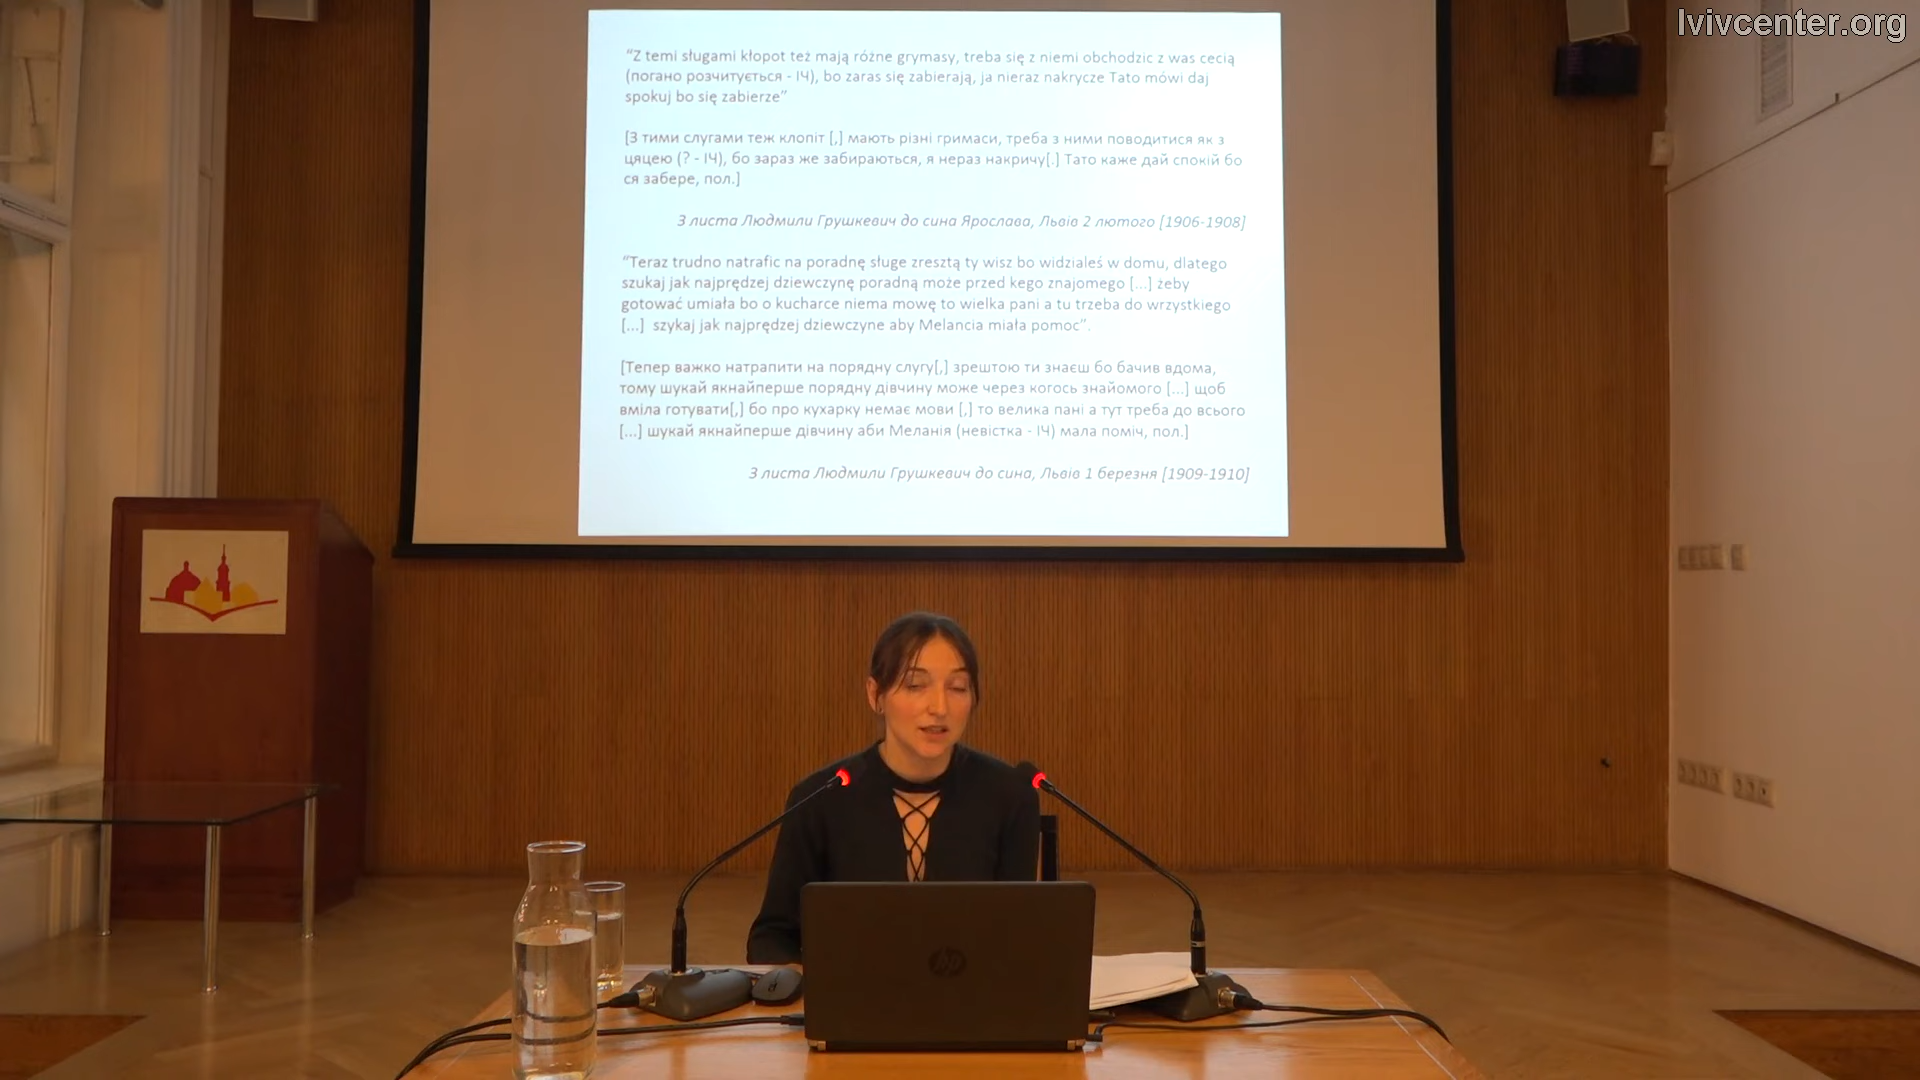 lvivcenter.org
“Z temi sługami kłopot też mają różne grymasy, treba się z niemi obchodzic z was cecią
(погано розчитується - ІЧ), bo zaras się zabierają, ja nieraz nakrycze Tato mówi daj
spokuj bo się zabierze”
[З тими слугами теж клопіт [,] мають різні гримаси, треба з ними поводитися як з
цяцею (? - ІЧ), бо зараз же забираються, я нераз накричу[.] Тато каже дай спокій бо
ся забере, пол.]
З листа Людмили Грушкевич до сина Ярослава, Львів 2 лютого [1906-1908]
“Teraz trudno natrafic na poradnę sługe zresztą ty wisz bo widziałeś w domu, dlatego
szukaj jak najprędzej dziewczynę poradną może przed kego znajomego [...] żeby
gotować umiała bo o kucharce niema mowę to wielka pani a tu trzeba do wrzystkiego
[...] szykaj jak najprędzej dziewczyne aby Melancia miała pomoc”.
[Тепер важко натрапити на порядну слугу[,] зрештою ти знаєш бо бачив вдома,
тому шукай якнайперше порядну дівчину може через когось знайомого [...] щоб
вміла готувати[,] бо про кухарку немає мови [,] то велика пані а тут треба до всього
[...] шукай якнайперше дівчину аби Меланія (невістка - ІЧ) мала поміч, пол.]
З листа Людмили Грушкевич до сина, Львів 1 березня [1909-1910]
hp